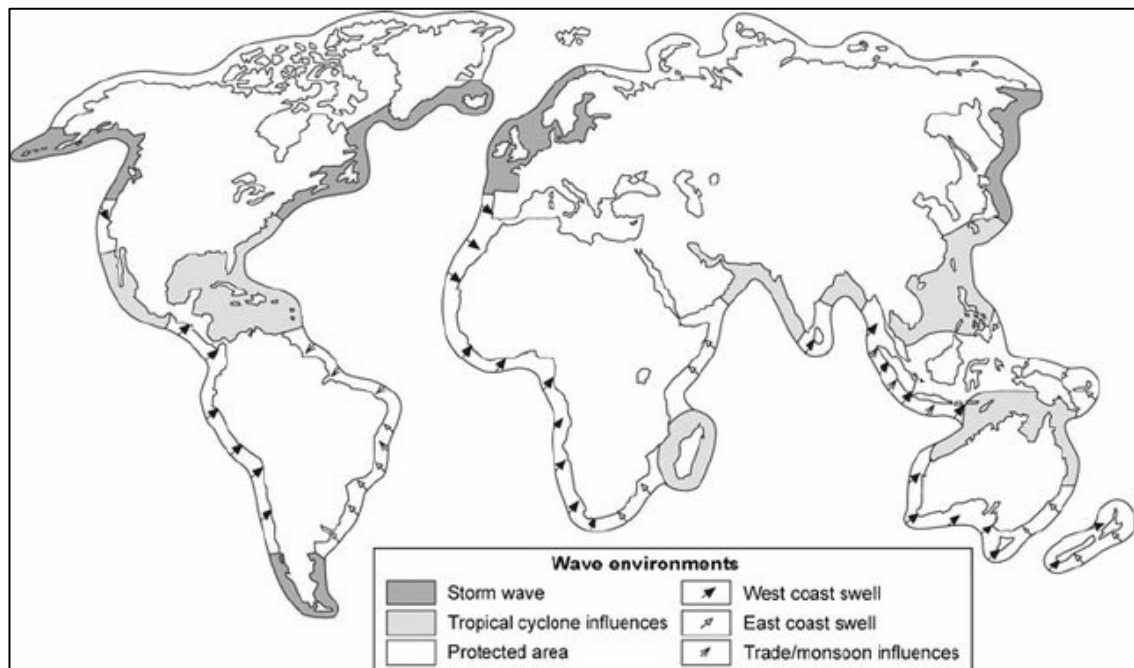 Wave environments
Storm wave
West coast swell
Tropical cyclone influences
East coast swell
Protected area
Trade/monsoon influences